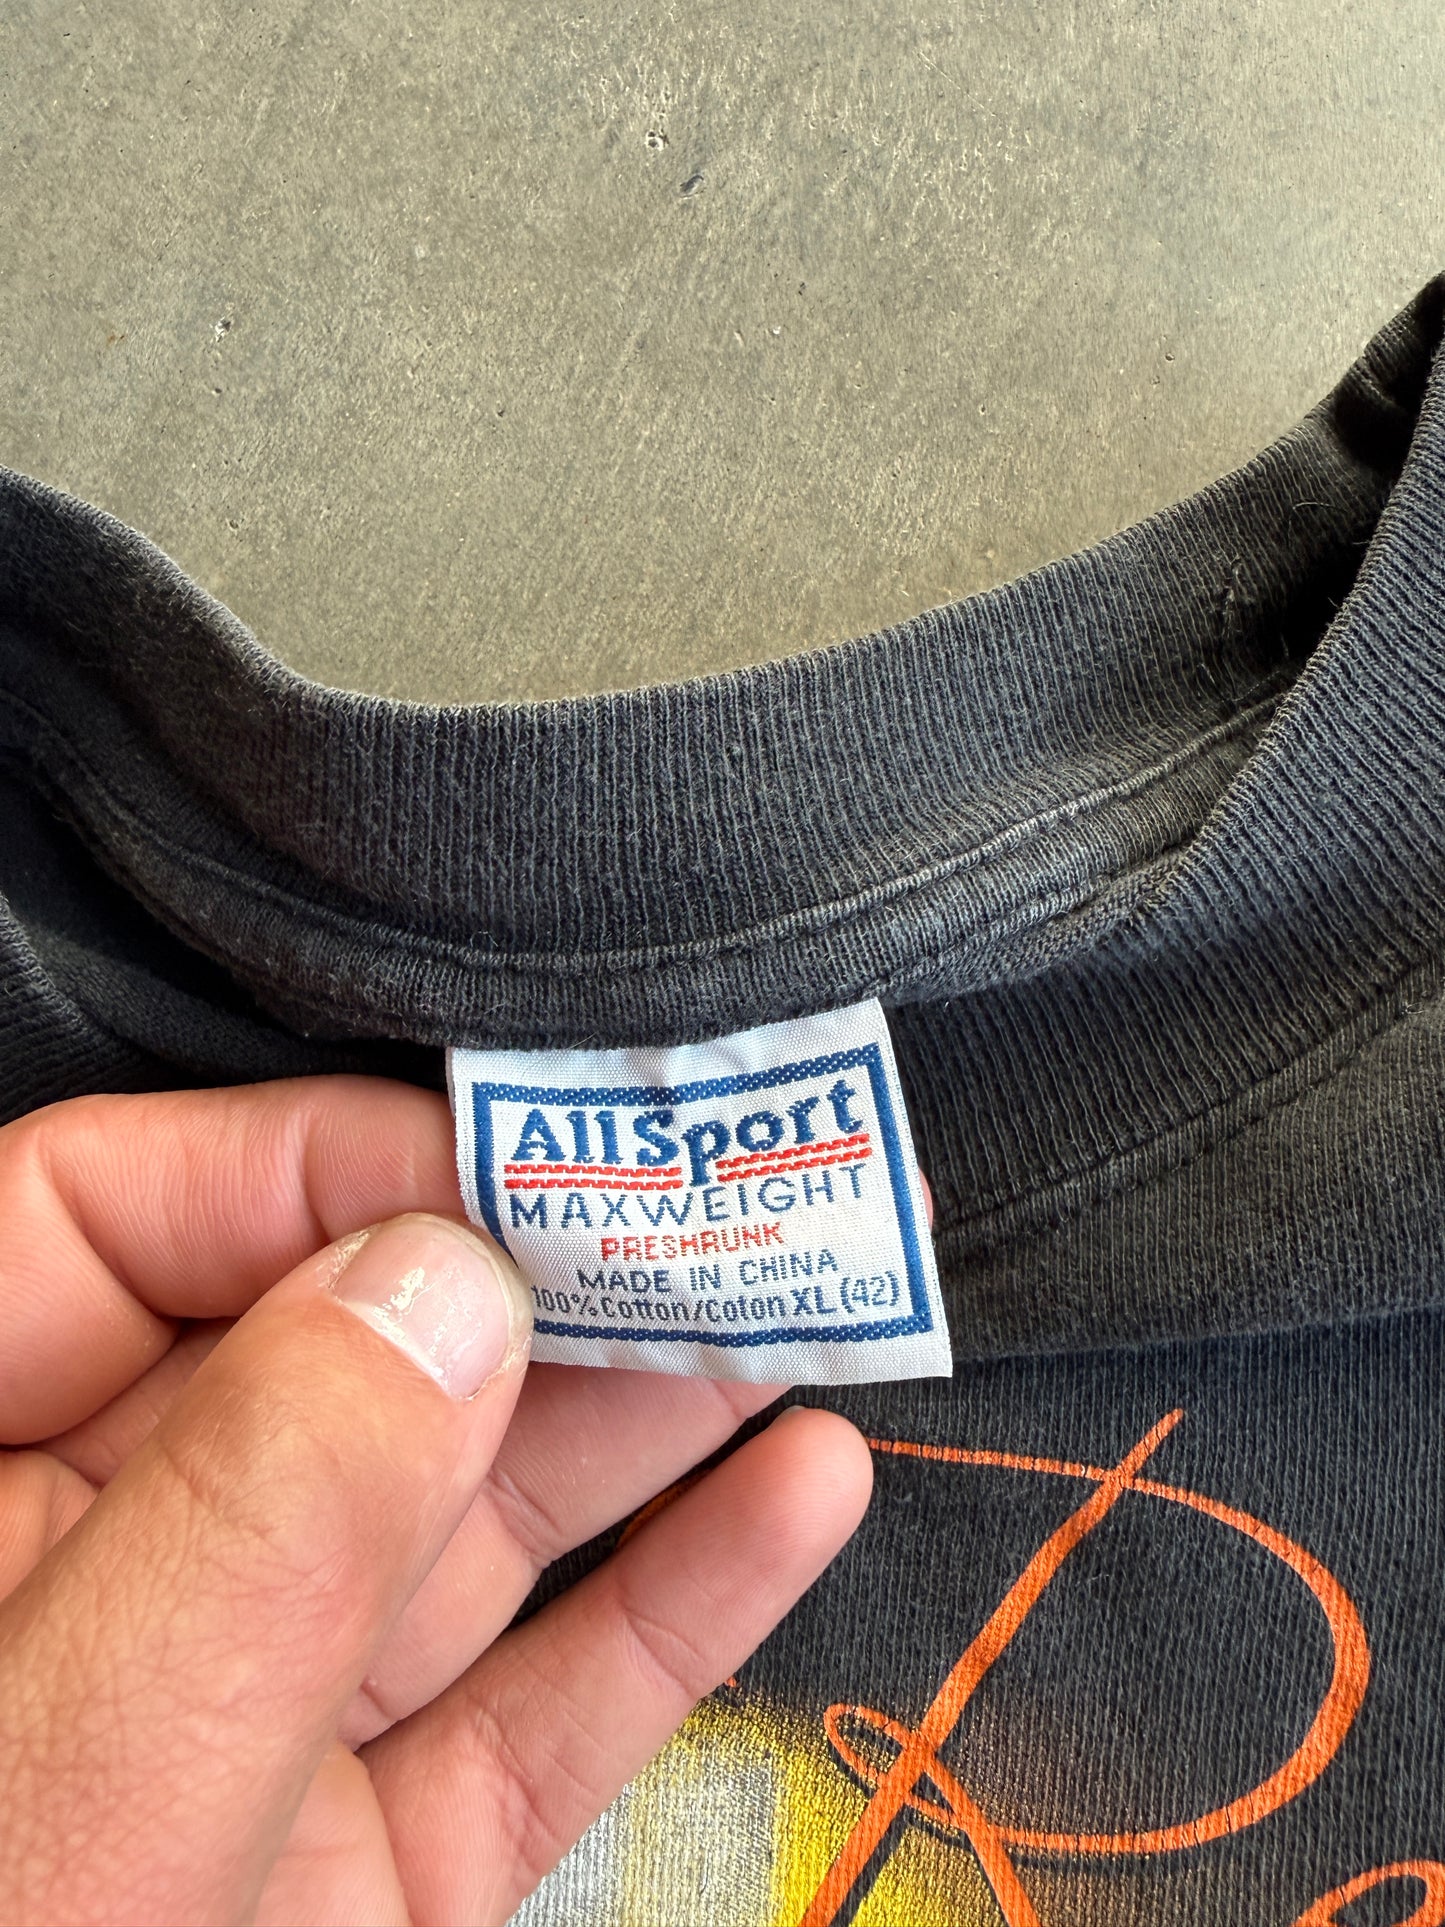 AllSport
MAXWEIGHT
PRESHRUNK
MADE IN CHINA
100% Cotton/Coton XL (42)
R